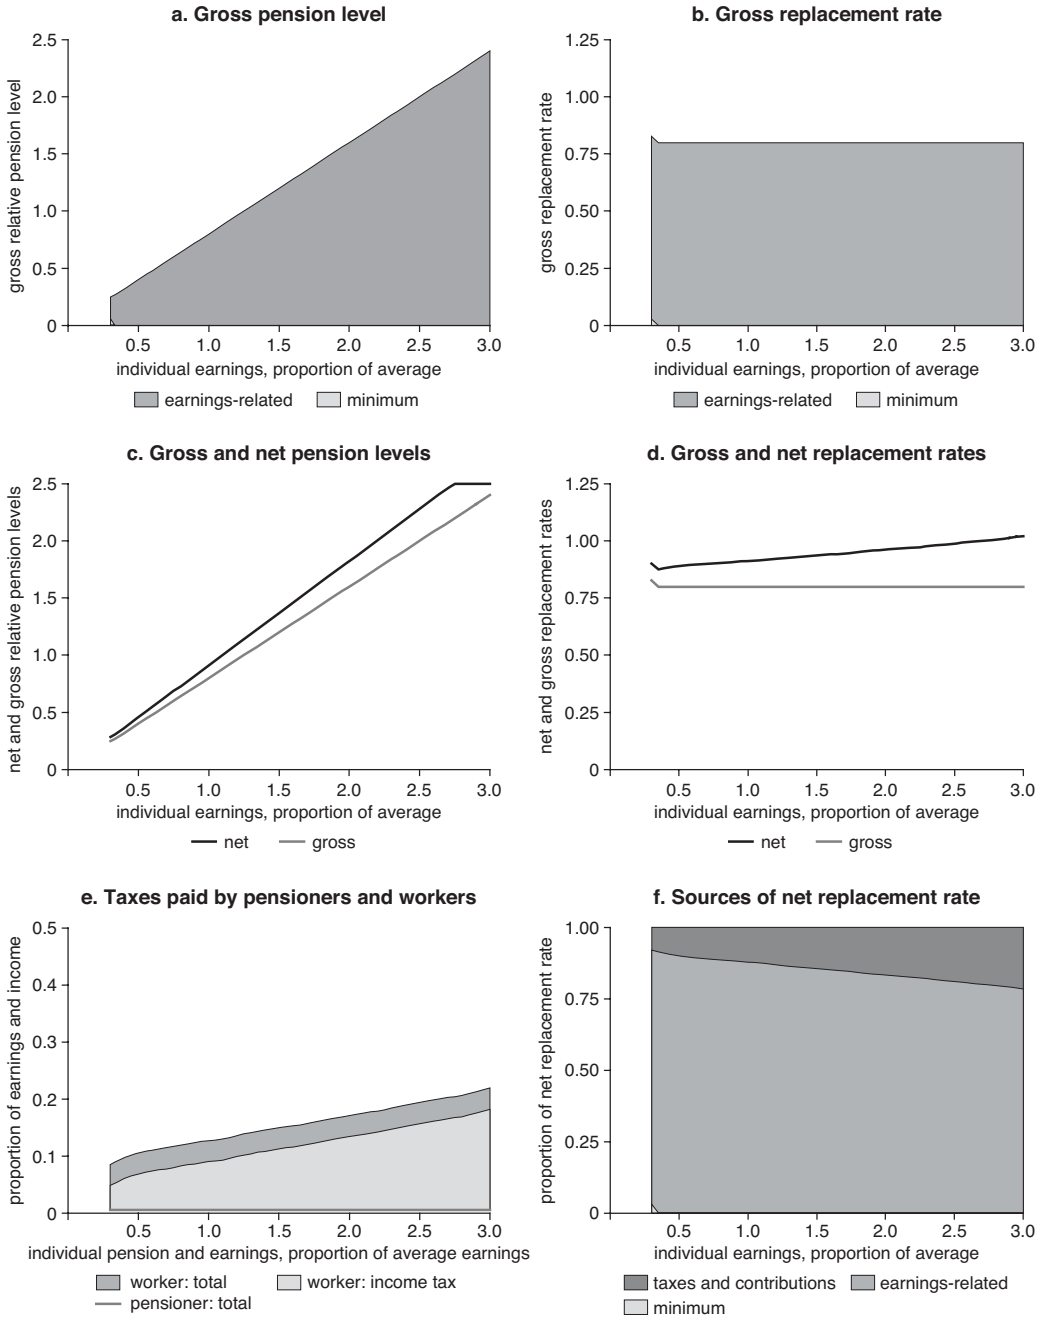 a. Gross pension level
gross relative pension level
2.5
2.0
1.5
1.0
0.5
0
0.5 1.0 1.5 2.0 2.5 3.0
individual earnings, proportion of average
earnings-related minimum
b. Gross replacement rate
gross replacement rate
1.25
1.00
0.75
0.50
0.25
0
0.5 1.0 1.5 2.0 2.5 3.0
individual earnings, proportion of average
earnings-related minimum
c. Gross and net pension levels
net and gross relative pension levels
2.5
2.0
1.5
1.0
0.5
0
0.5 1.0 1.5 2.0 2.5 3.0
individual earnings, proportion of average
net gross
d. Gross and net replacement rates
net and gross replacement rates
1.25
1.00
0.75
0.50
0.25
0
0.5 1.0 1.5 2.0 2.5 3.0
individual earnings, proportion of average
net gross
e. Taxes paid by pensioners and workers
proportion of earnings and income
0.5
0.4
0.3
0.2
0.1
0
0.5 1.0 1.5 2.0 2.5 3.0
individual pension and earnings, proportion of average earnings
worker: total worker: income tax
pensioner: total
f. Sources of net replacement rate
proportion of net replacement rate
1.00
0.75
0.50
0.25
0
0.5 1.0 1.5 2.0 2.5 3.0
individual earnings, proportion of average
taxes and contributions earnings-related
minimum